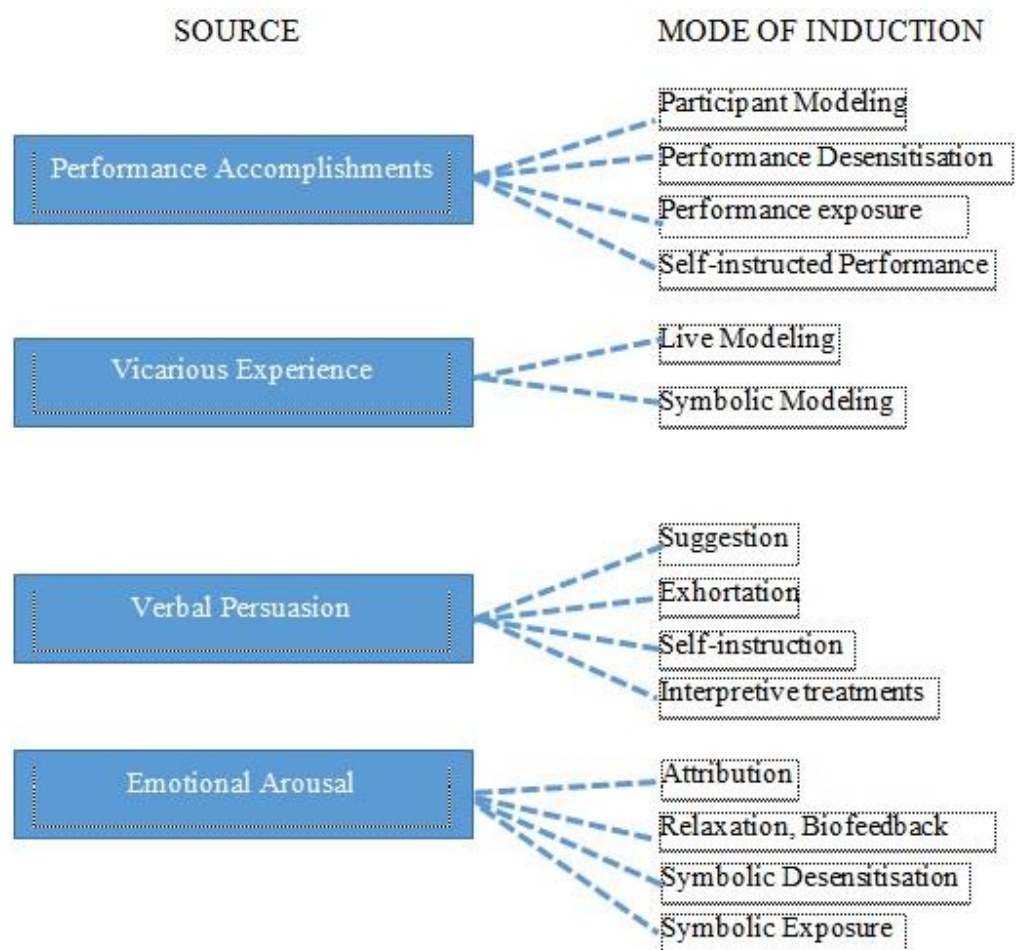 SOURCE MODE OF INDUCTION
Performance Accomplishments
Participant Modeling
Performance Desensitisation
Performance exposure
Self-instructed Performance
Vicarious Experience
Live Modeling
Symbolic Modeling
Verbal Persuasion
Suggestion
Exhortation
Self-instruction
Interpretive treatments
Emotional Arousal
Attribution
Relaxation, Biofeedback
Symbolic Desensitisation
Symbolic Exposure